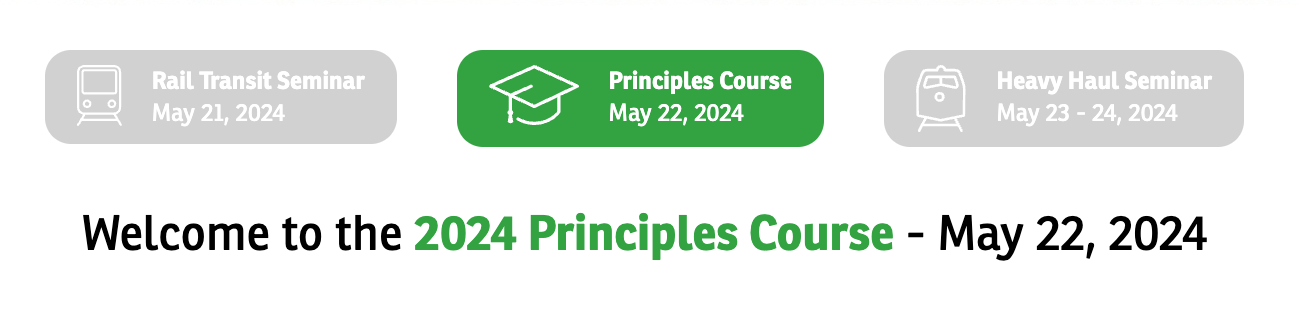 Rail Transit Seminar
May 21, 2024
Principles Course
May 22, 2024
Heavy Haul Seminar
May 23 - 24, 2024
Welcome to the 2024 Principles Course - May 22, 2024